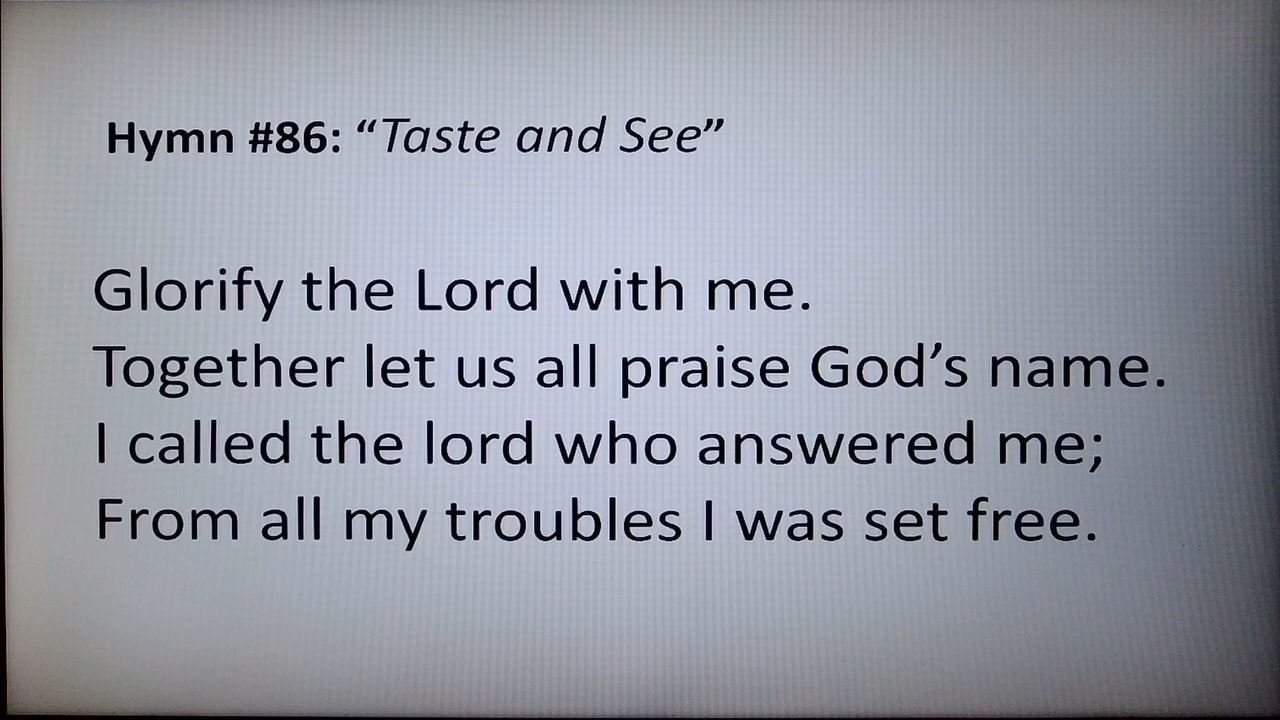 Hymn #86: “Taste and See”
Glorify the Lord with me.
Together let us all praise God’s name.
I called the lord who answered me;
From all my troubles I was set free.